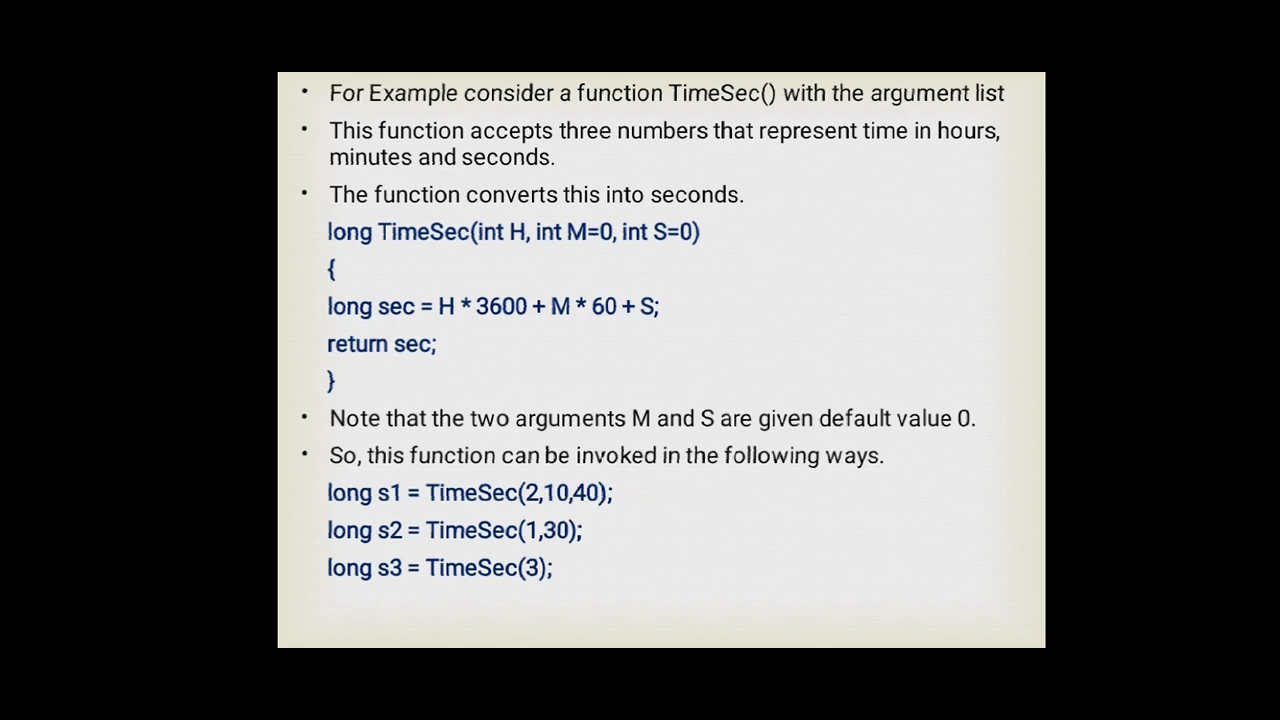 • For Example consider a function TimeSec() with the argument list
• This function accepts three numbers that represent time in hours,
minutes and seconds.
• The function converts this into seconds.
long TimeSec(int H, int M=0, int S=0)
{
long sec = H * 3600 + M * 60 + S;
return sec;
}
• Note that the two arguments M and S are given default value 0.
• So, this function can be invoked in the following ways.
long s1 = TimeSec(2,10,40);
long s2 = TimeSec(1,30);
long s3 = TimeSec(3);